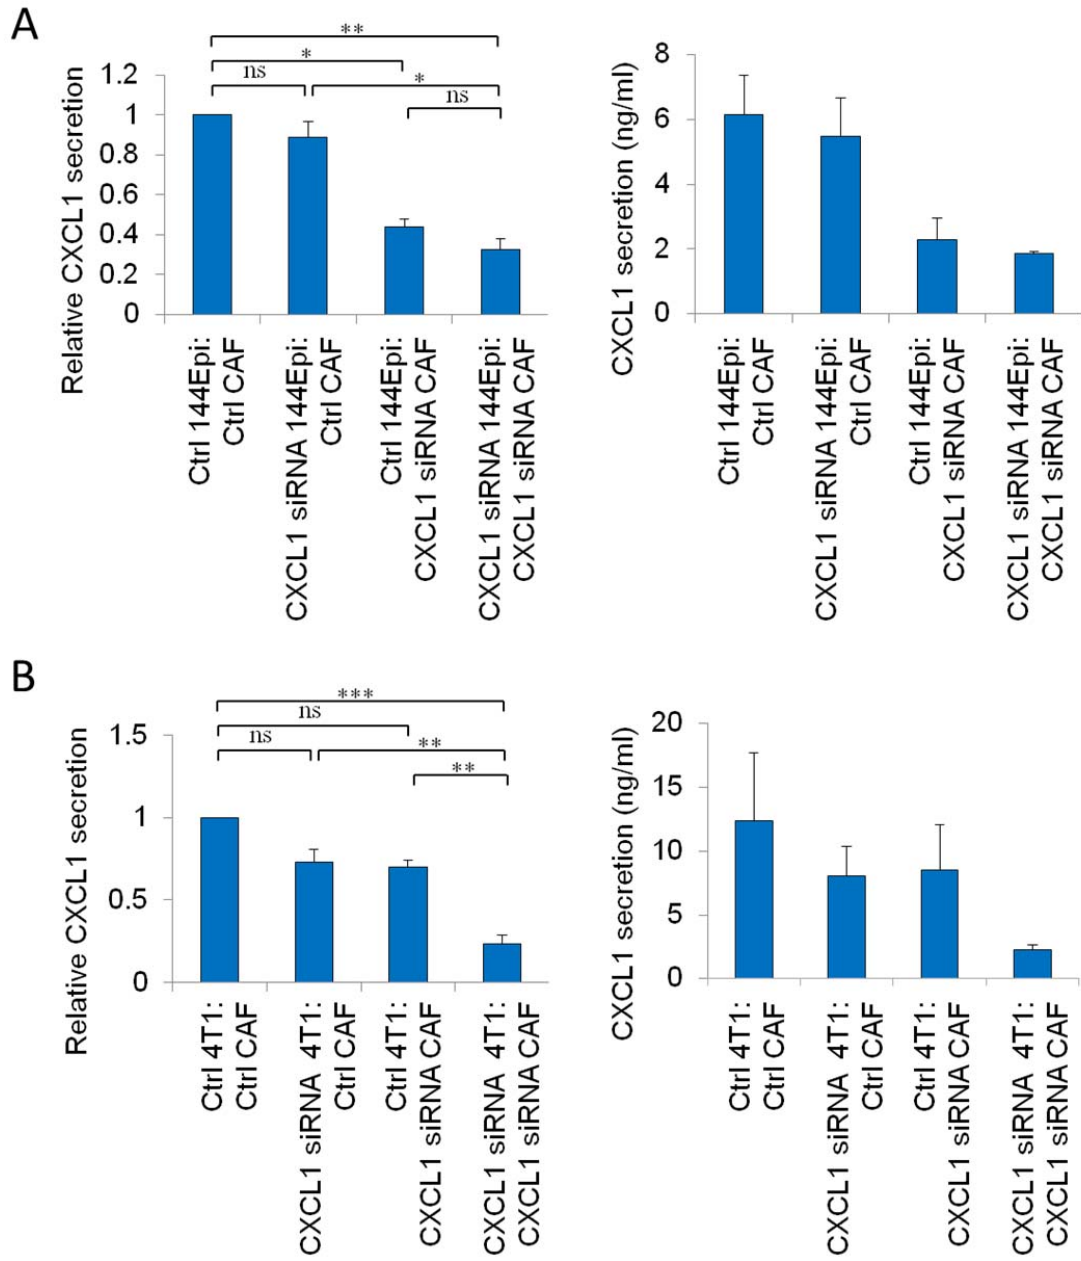 A
Relative CXCL1 secretion
1.2
1
0.8
0.6
0.4
0.2
0
**
*
ns
*
ns
Ctrl 144Epi:
Ctrl CAF
CXCL1 siRNA 144Epi:
Ctrl CAF
Ctrl 144Epi:
CXCL1 siRNA CAF
CXCL1 siRNA 144Epi:
CXCL1 siRNA CAF
CXCL1 secretion (ng/ml)
8
6
4
2
0
Ctrl 144Epi:
Ctrl CAF
CXCL1 siRNA 144Epi:
Ctrl CAF
Ctrl 144Epi:
CXCL1 siRNA CAF
CXCL1 siRNA 144Epi:
CXCL1 siRNA CAF
B
Relative CXCL1 secretion
1.5
1
0.5
0
***
ns
ns
**
**
Ctrl 4T1:
Ctrl CAF
CXCL1 siRNA 4T1:
Ctrl CAF
Ctrl 4T1:
CXCL1 siRNA CAF
CXCL1 siRNA 4T1:
CXCL1 siRNA CAF
CXCL1 secretion (ng/ml)
20
15
10
5
0
Ctrl 4T1:
Ctrl CAF
CXCL1 siRNA 4T1:
Ctrl CAF
Ctrl 4T1:
CXCL1 siRNA CAF
CXCL1 siRNA 4T1:
CXCL1 siRNA CAF